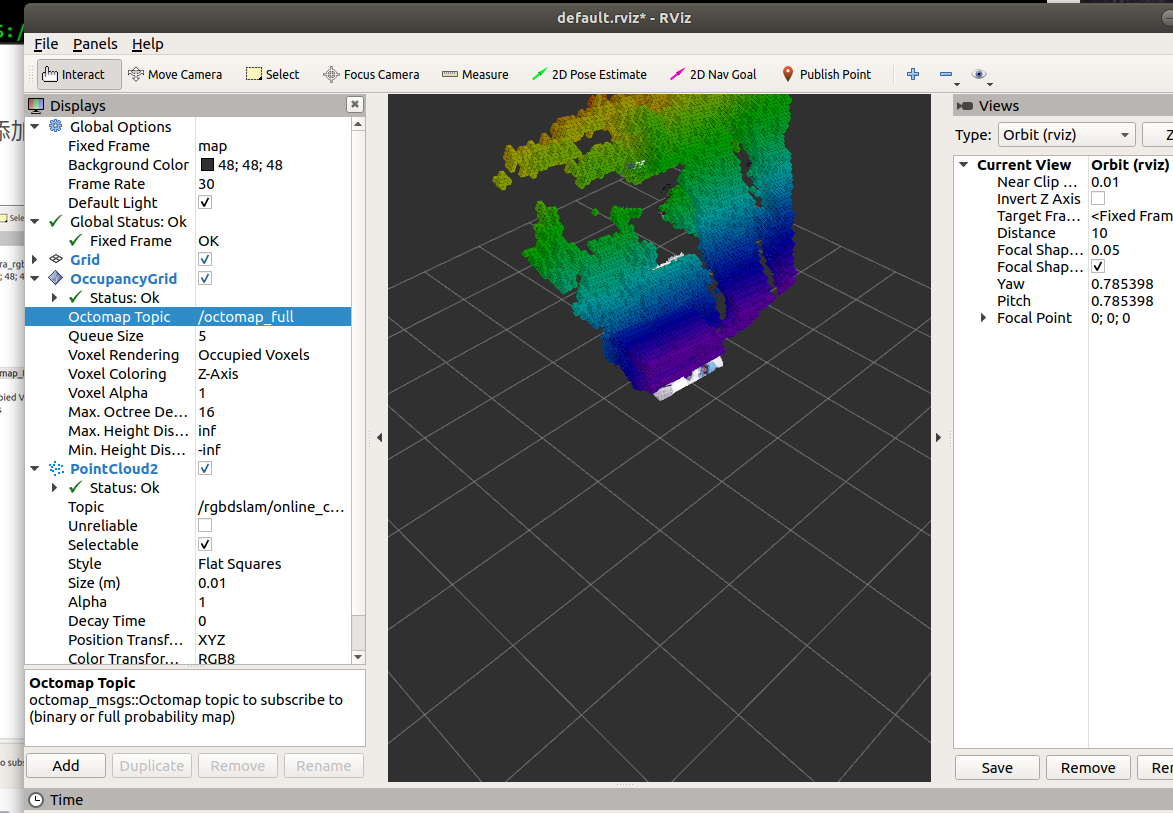 default.rviz* - RViz
File Panels Help
Interact Move Camera Select Focus Camera Measure 2D Pose Estimate 2D Nav Goal Publish Point
Displays
Global Options
Fixed Frame map
Background Color 48; 48; 48
Frame Rate 30
Default Light
Global Status: Ok
Fixed Frame OK
Grid
OccupancyGrid
Status: Ok
Octomap Topic /octomap_full
Queue Size 5
Voxel Rendering Occupied Voxels
Voxel Coloring Z-Axis
Voxel Alpha 1
Max. Octree De... 16
Max. Height Dis... inf
Min. Height Dis... -inf
PointCloud2
Status: Ok
Topic /rgbdslam/online_c...
Unreliable
Selectable
Style Flat Squares
Size (m) 0.01
Alpha 1
Decay Time 0
Position Transf... XYZ
Color Transfor... RGB8
Octomap Topic
octomap_msgs::Octomap topic to subscribe to
(binary or full probability map)
Add Duplicate Remove Rename
Time
Views
Type: Orbit (rviz) Z
Current View Orbit (rviz)
Near Clip ... 0.01
Invert Z Axis
Target Fra... <Fixed Fram
Distance 10
Focal Shap... 0.05
Focal Shap...
Yaw 0.785398
Pitch 0.785398
Focal Point 0; 0; 0
Save Remove Re